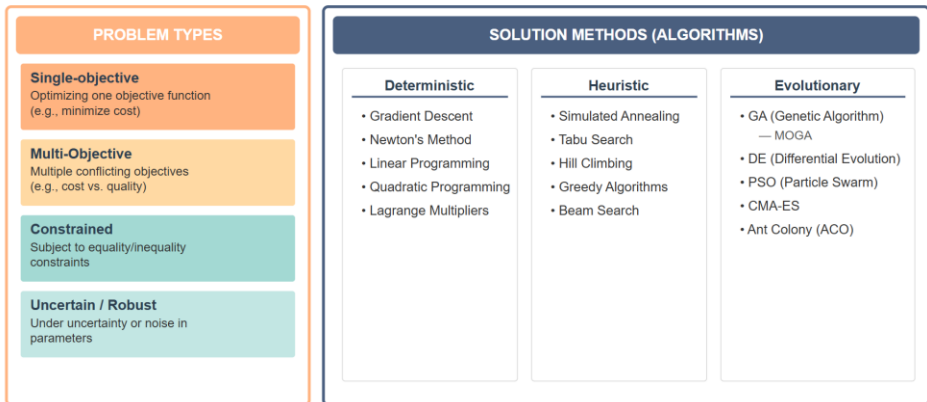 PROBLEM TYPES
Single-objective
Optimizing one objective function
(e.g., minimize cost)
Multi-Objective
Multiple conflicting objectives
(e.g., cost vs. quality)
Constrained
Subject to equality/inequality
constraints
Uncertain / Robust
Under uncertainty or noise in
parameters
SOLUTION METHODS (ALGORITHMS)
Deterministic
• Gradient Descent
• Newton's Method
• Linear Programming
• Quadratic Programming
• Lagrange Multipliers
Heuristic
• Simulated Annealing
• Tabu Search
• Hill Climbing
• Greedy Algorithms
• Beam Search
Evolutionary
• GA (Genetic Algorithm)
— MOGA
• DE (Differential Evolution)
• PSO (Particle Swarm)
• CMA-ES
• Ant Colony (ACO)